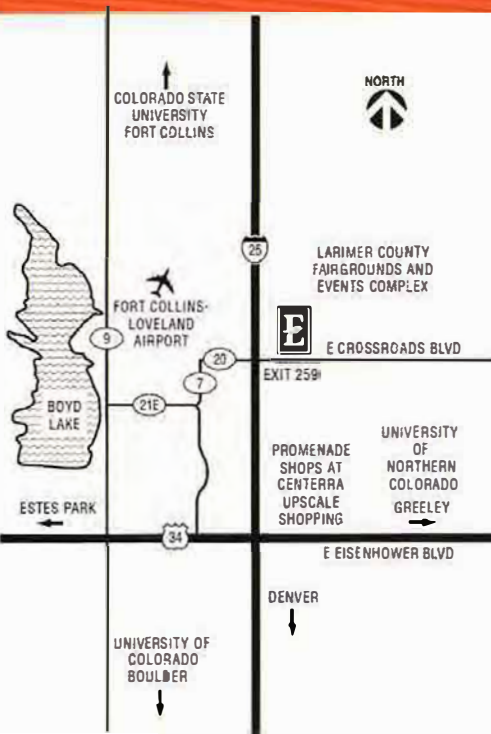 COLORADO STATE
UNIVERSITY
FORT COLLINS
NORTH
25
LARIMER COUNTY
FAIRGROUNDS AND
EVENTS COMPLEX
FORT COLLINS-
LOVELAND
AIRPORT
9
E
E CROSSROADS BLVD
20
EXIT 259
7
21E
BOYD
LAKE
PROMENADE
SHOPS AT
CENTERRA
UPSCALE
SHOPPING
UNIVERSITY
OF
NORTHERN
COLORADO
GREELEY
ESTES PARK
34
E EISENHOWER BLVD
DENVER
UNIVERSITY OF
COLORADO
BOULDER